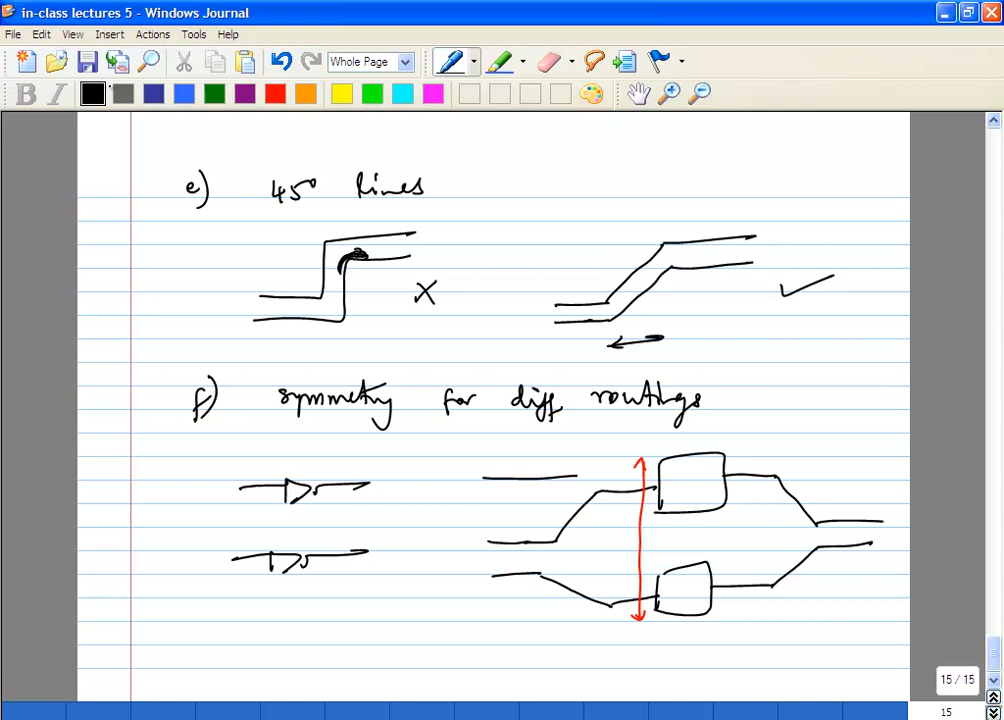 in-class lectures 5 - Windows Journal
File Edit View Insert Actions Tools Help
Whole Page
B I
e) 45° lines
X
f) symmetry for diff routings
15 / 15
15